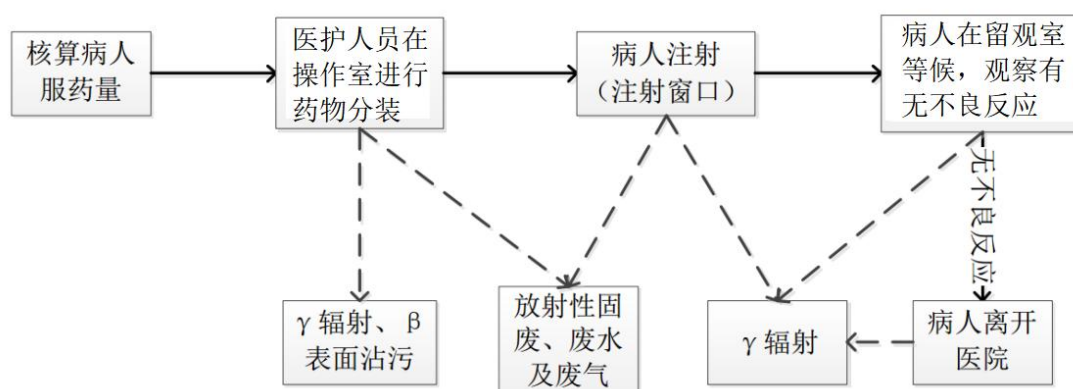 核算病人
服药量
医护人员在
操作室进行
药物分装
病人注射
（注射窗口）
病人在留观室
等候，观察有
无不良反应
无不良反应
γ辐射、β
表面沾污
放射性固
废、废水
及废气
γ辐射
病人离开
医院